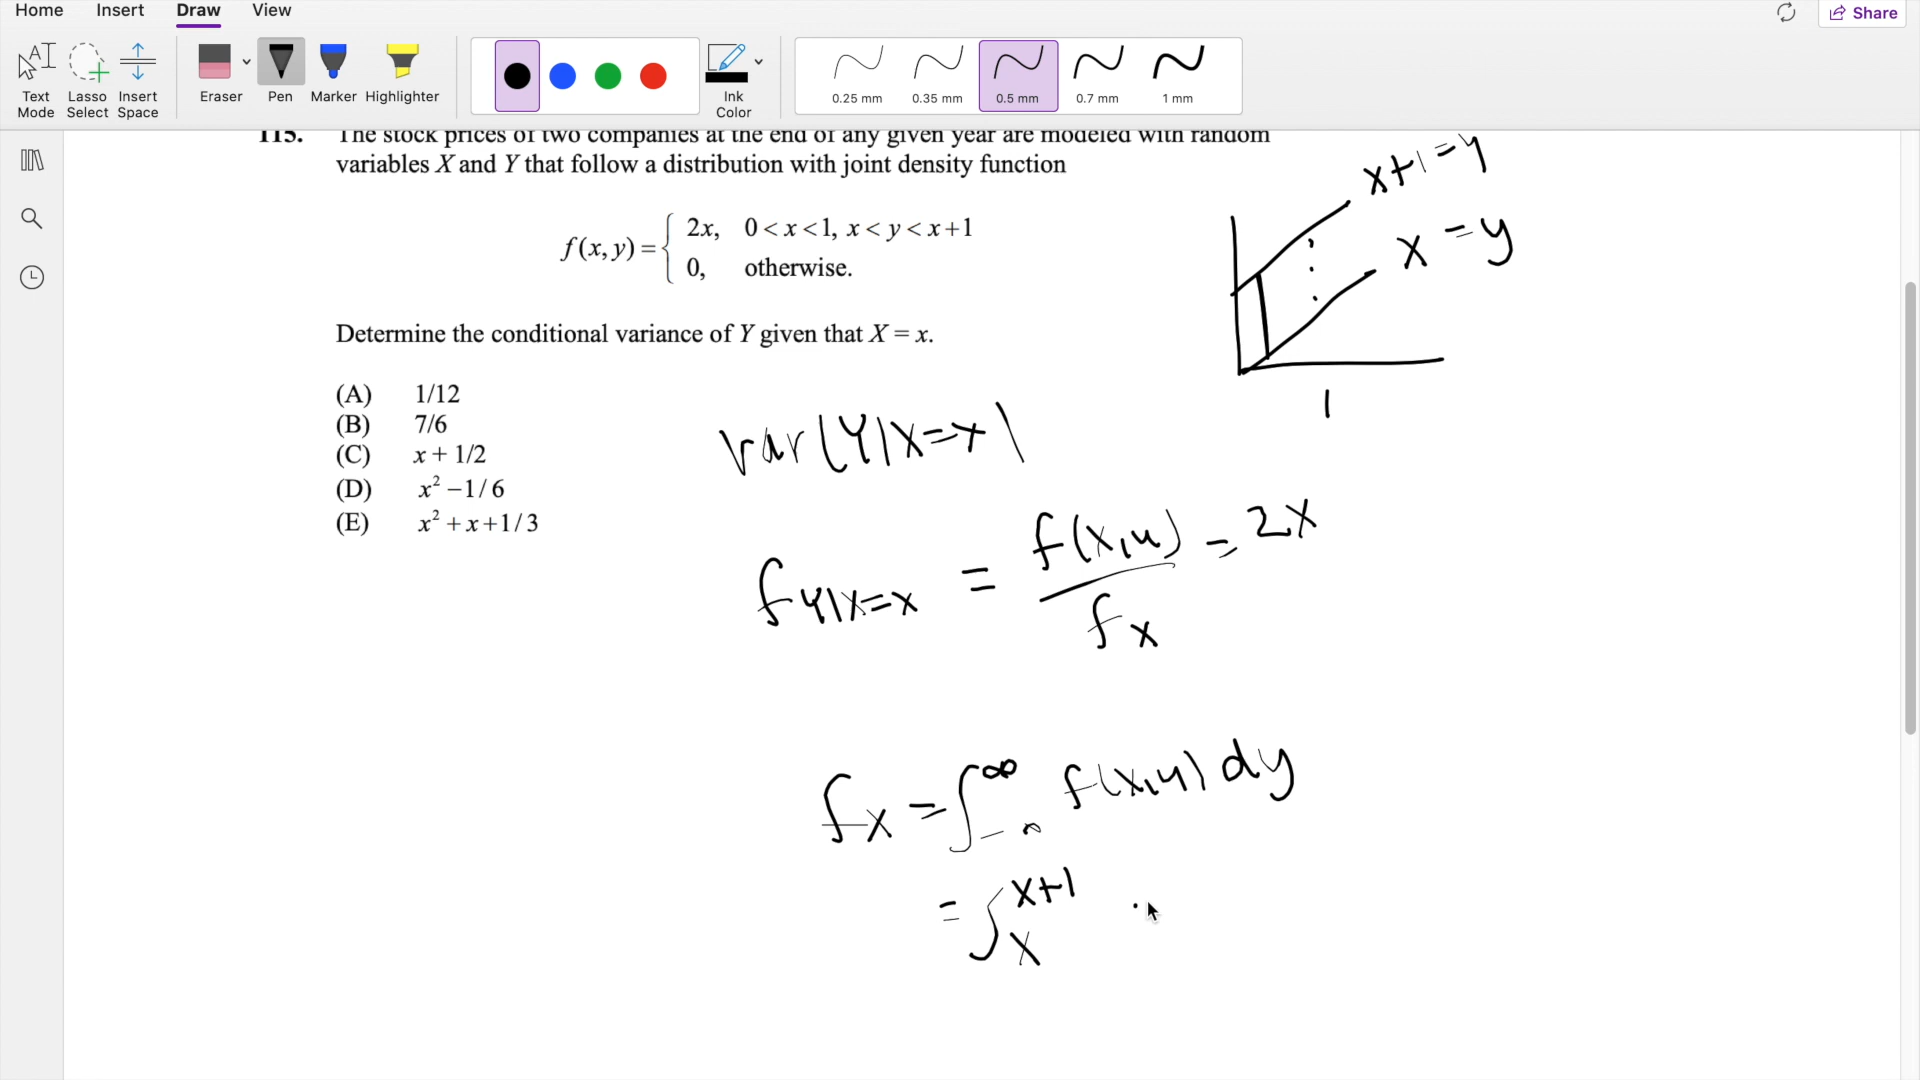 Home Insert Draw View Share
Text Mode Lasso Select Insert Space Eraser Pen Marker Highlighter Ink Color 0.25 mm 0.35 mm 0.5 mm 0.7 mm 1 mm
115. The stock prices of two companies at the end of any given year are modeled with random
variables X and Y that follow a distribution with joint density function
x+1=y
f(x,y) = { 2x, 0<x<1, x<y<x+1
0, otherwise.
x=y
Determine the conditional variance of Y given that X = x.
1
(A) 1/12
(B) 7/6
(C) x + 1/2
(D) x² −1/6
(E) x² + x + 1/3
var(Y|X=x)
f Y|X=x = f(x,y) / fx = 2x
fx = ∫_-∞^∞ f(x,y) dy
= ∫_x^x+1